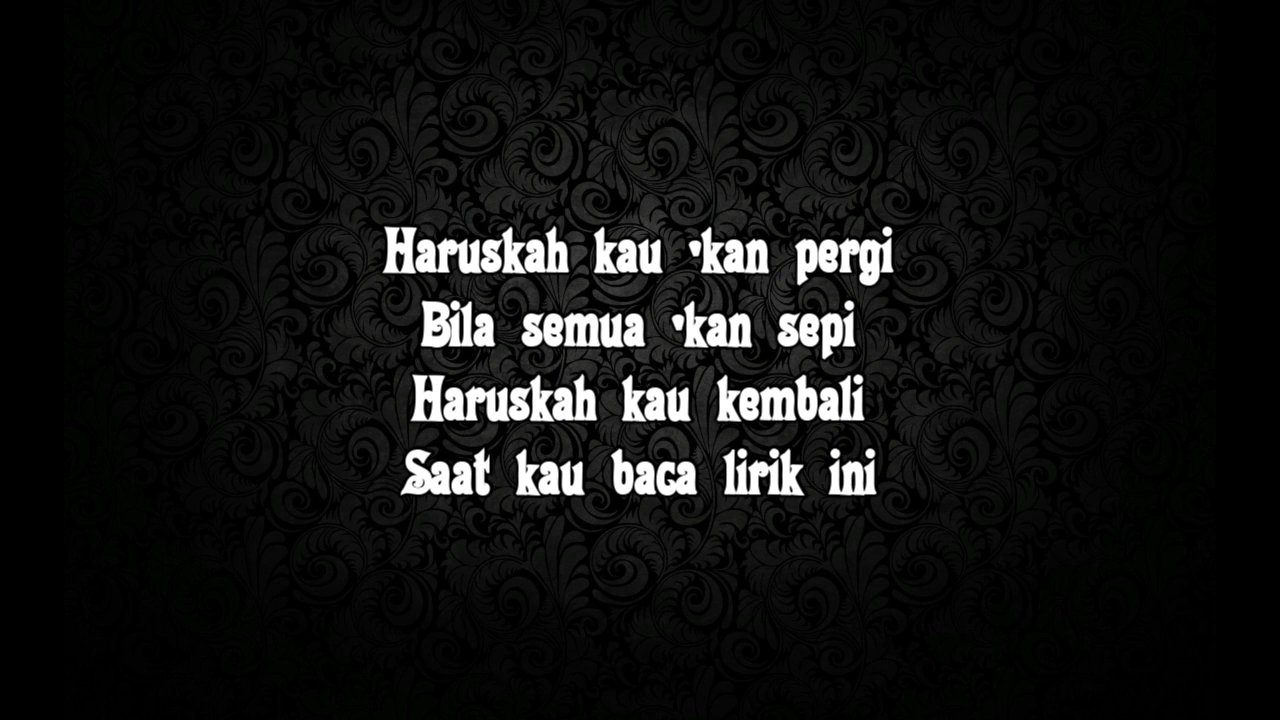 Haruskah kau 'kan pergi
Bila semua 'kan sepi
Haruskah kau kembali
Saat kau baca lirik ini